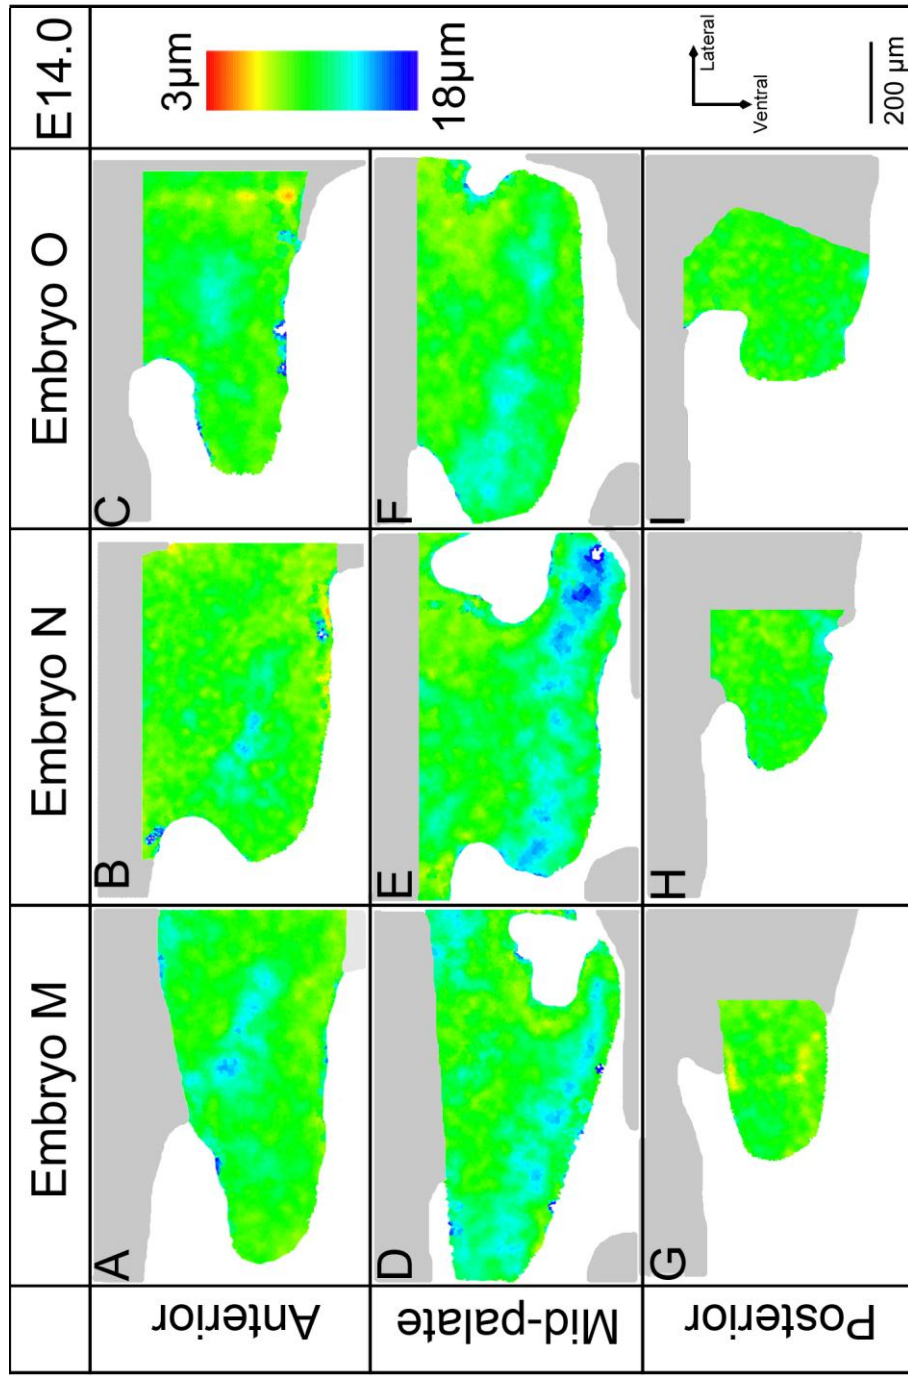 Embryo M
Embryo N
Embryo O
E14.0
Anterior
A
B
C
3µm
18µm
Mid-palate
D
E
F
Posterior
G
H
I
Lateral
Ventral
200 µm